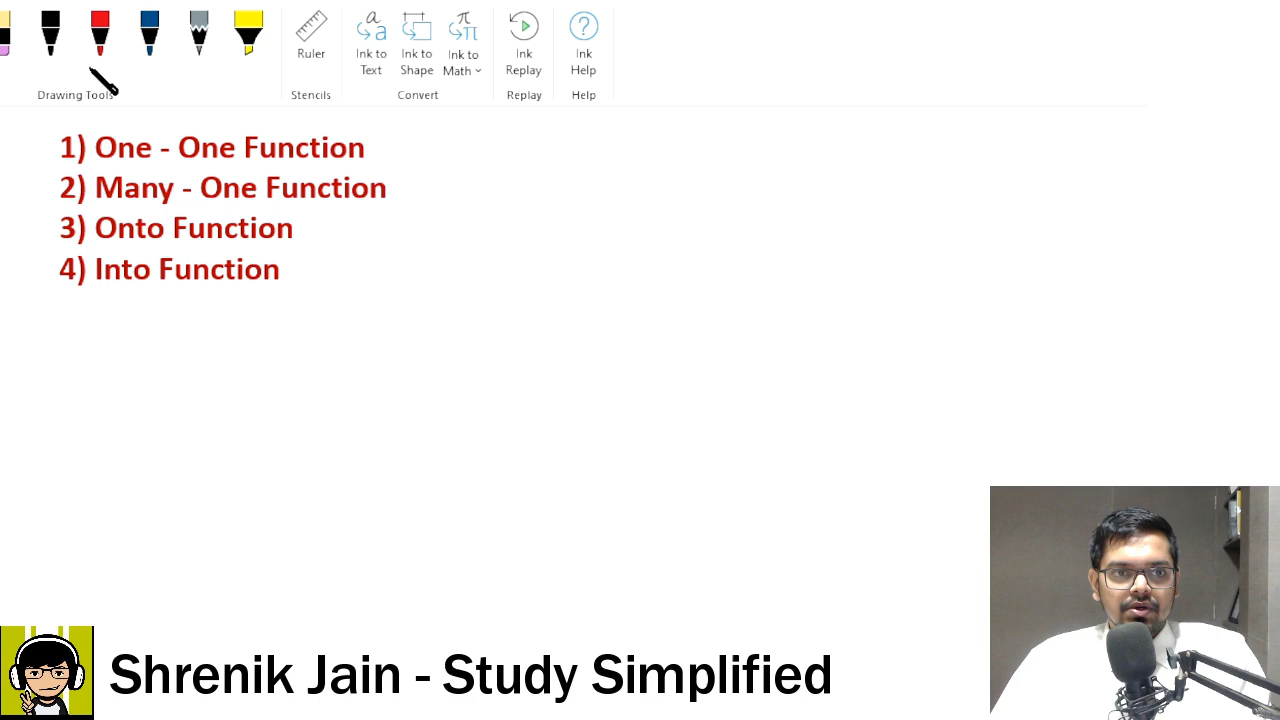 Ruler
Ink to Text
Ink to Shape
Ink to Math
Ink Replay
Ink Help
Drawing Tools
Stencils
Convert
Replay
Help
1) One - One Function
2) Many - One Function
3) Onto Function
4) Into Function
Shrenik Jain - Study Simplified